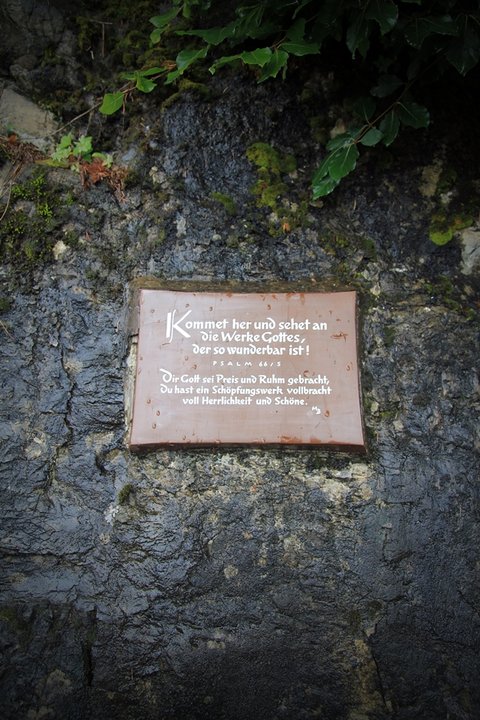 Kommet her und sehet an
die Werke Gottes,
der so wunderbar ist!
PSALM 66/5
Dir Gott sei Preis und Ruhm gebracht,
Du hast ein Schöpfungswerk vollbracht
voll Herrlichkeit und Schöne.